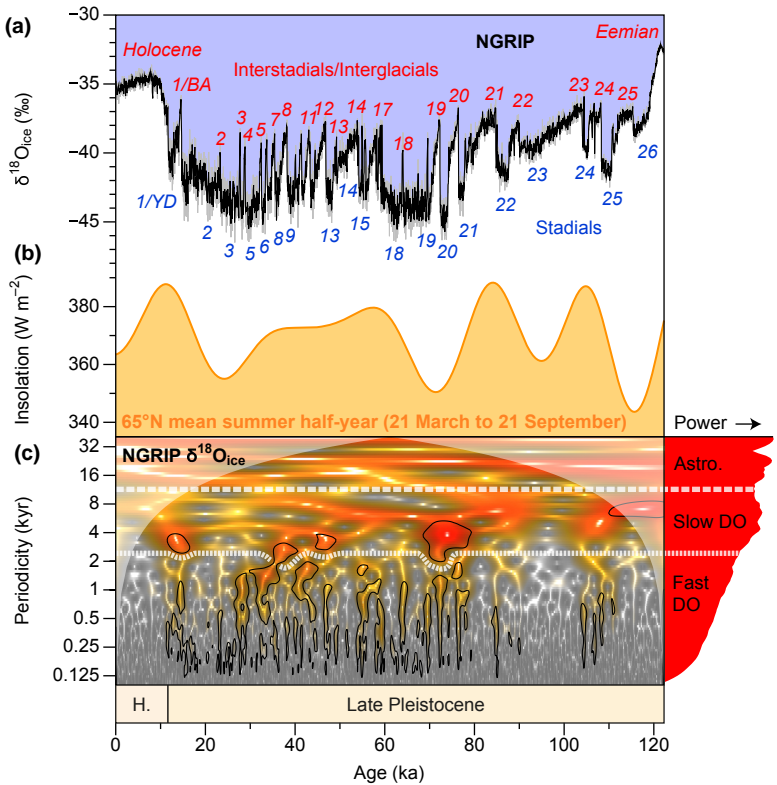 (a)
−30
−35
−40
−45
δ¹⁸O_ice (‰)
NGRIP
Holocene
Eemian
Interstadials/Interglacials
1/BA 2 3 4 5 7 8 11 12 13 14 17 18 19 20 21 22 23 24 25
1/YD 2 3 5 6 8 9 13 14 15 18 19 20 21 22 23 24 25 26
Stadials
(b)
380
360
340
Insolation (W m⁻²)
65°N mean summer half-year (21 March to 21 September)
Power →
(c)
NGRIP δ¹⁸O_ice
32
16
8
4
2
1
0.5
0.25
0.125
Periodicity (kyr)
Astro.
Slow DO
Fast
DO
H. Late Pleistocene
0 20 40 60 80 100 120
Age (ka)